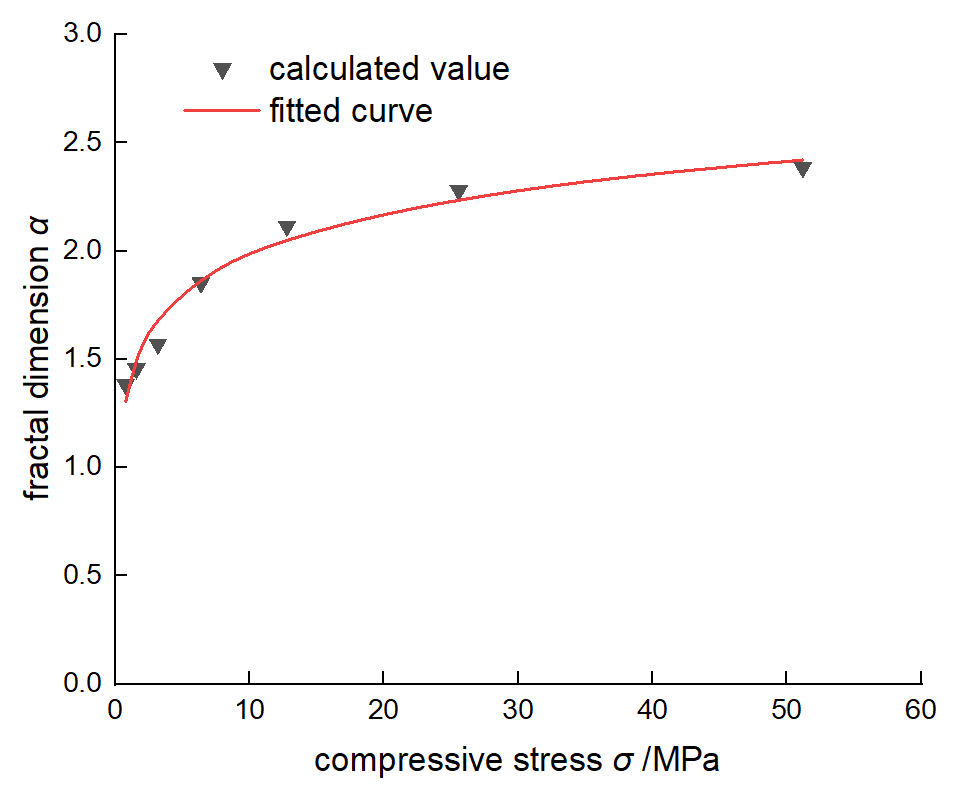 3.0
2.5
2.0
1.5
1.0
0.5
0.0
0 10 20 30 40 50 60
calculated value
fitted curve
fractal dimension α
compressive stress σ /MPa